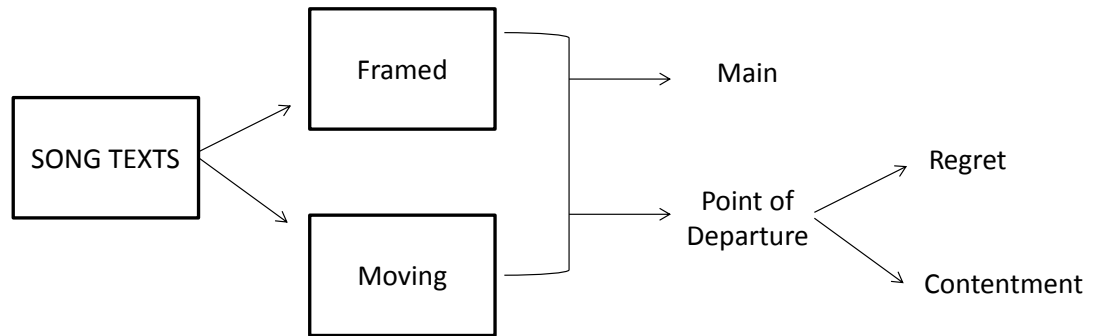 SONG TEXTS
Framed
Moving
Main
Point of
Departure
Regret
Contentment